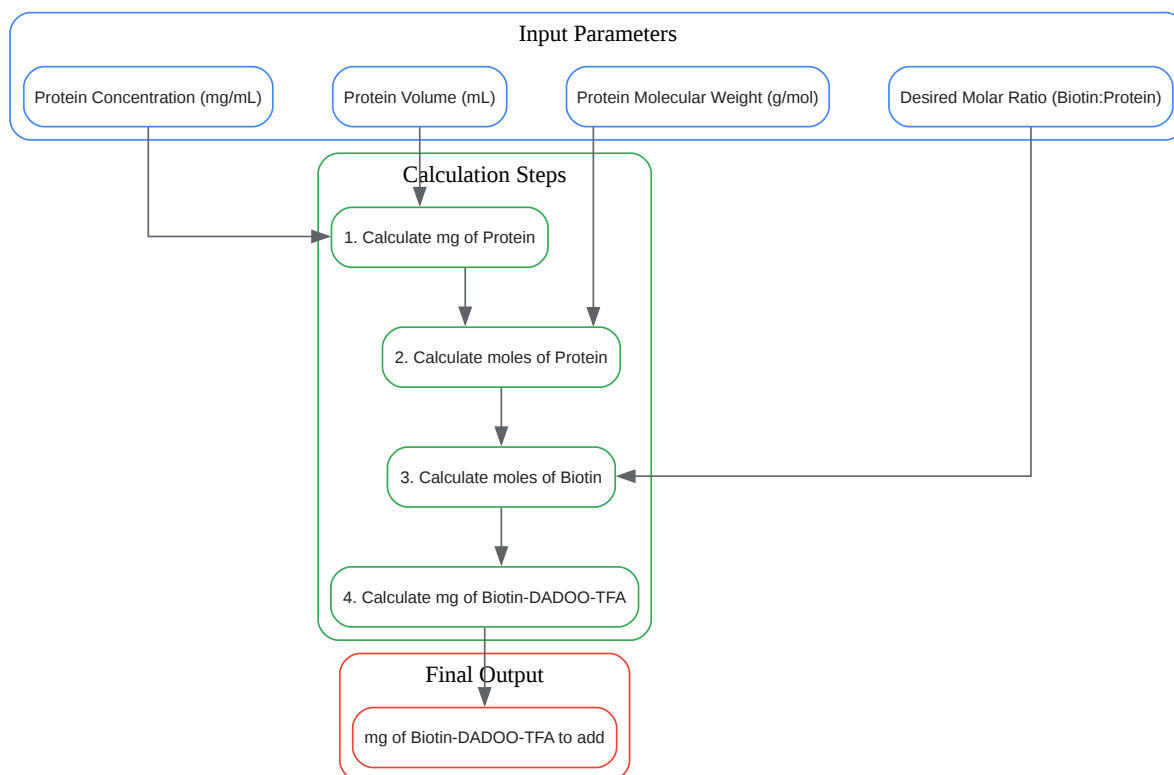 Input Parameters
Protein Concentration (mg/mL)
Protein Volume (mL)
Protein Molecular Weight (g/mol)
Desired Molar Ratio (Biotin:Protein)
Calculation Steps
1. Calculate mg of Protein
2. Calculate moles of Protein
3. Calculate moles of Biotin
4. Calculate mg of Biotin-DADOO-TFA
Final Output
mg of Biotin-DADOO-TFA to add